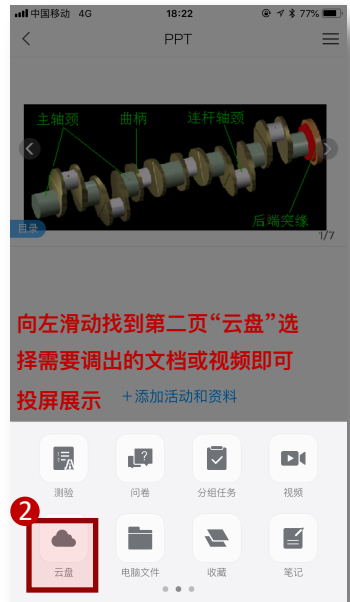 中国移动 4G 18:22 77%
PPT
主轴颈 曲柄 连杆轴颈
后端突缘
目录 1/7
向左滑动找到第二页“云盘”选
择需要调出的文档或视频即可
投屏展示 +添加活动和资料
测验 问卷 分组任务 视频
2
云盘 电脑文件 收藏 笔记